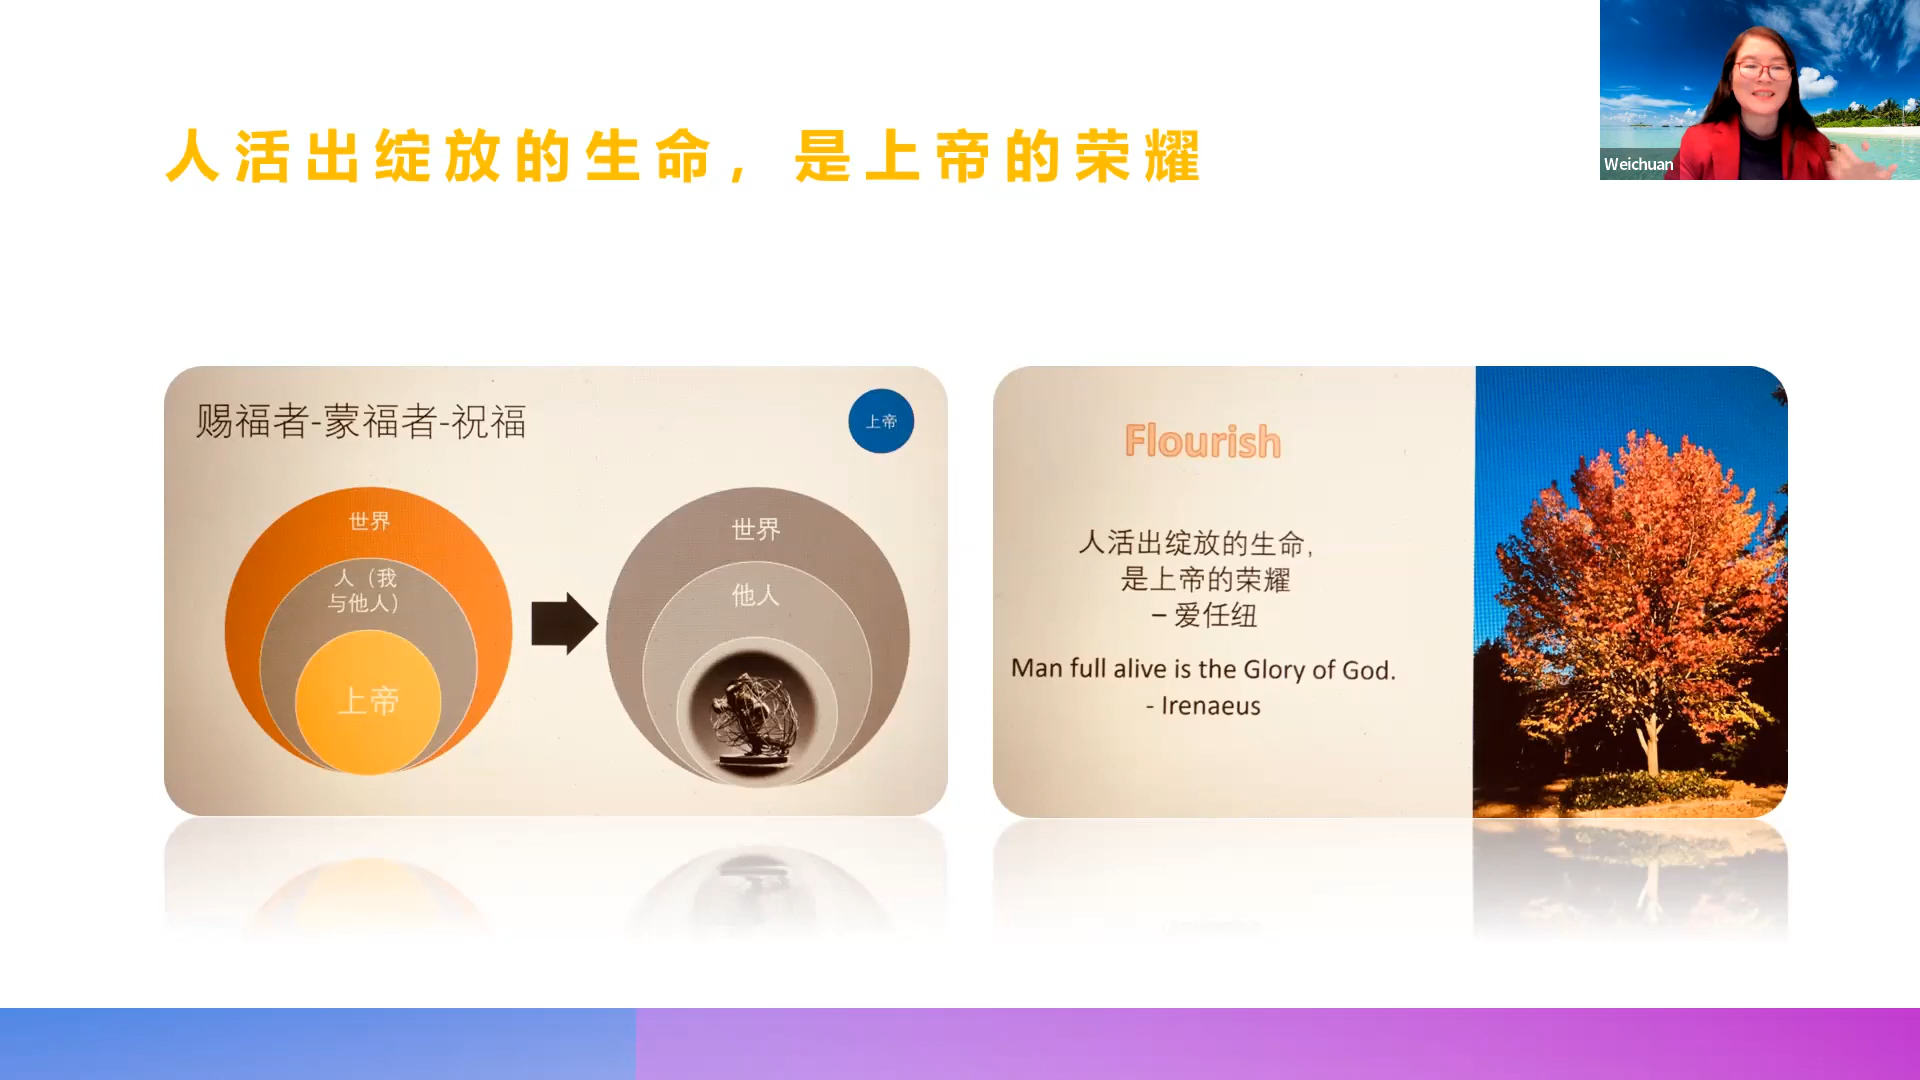 人活出绽放的生命，是上帝的荣耀
Weichuan
赐福者-蒙福者-祝福
上帝
世界
人（我
与他人）
上帝
世界
他人
Flourish
人活出绽放的生命，
是上帝的荣耀
– 爱任纽
Man full alive is the Glory of God.
- Irenaeus